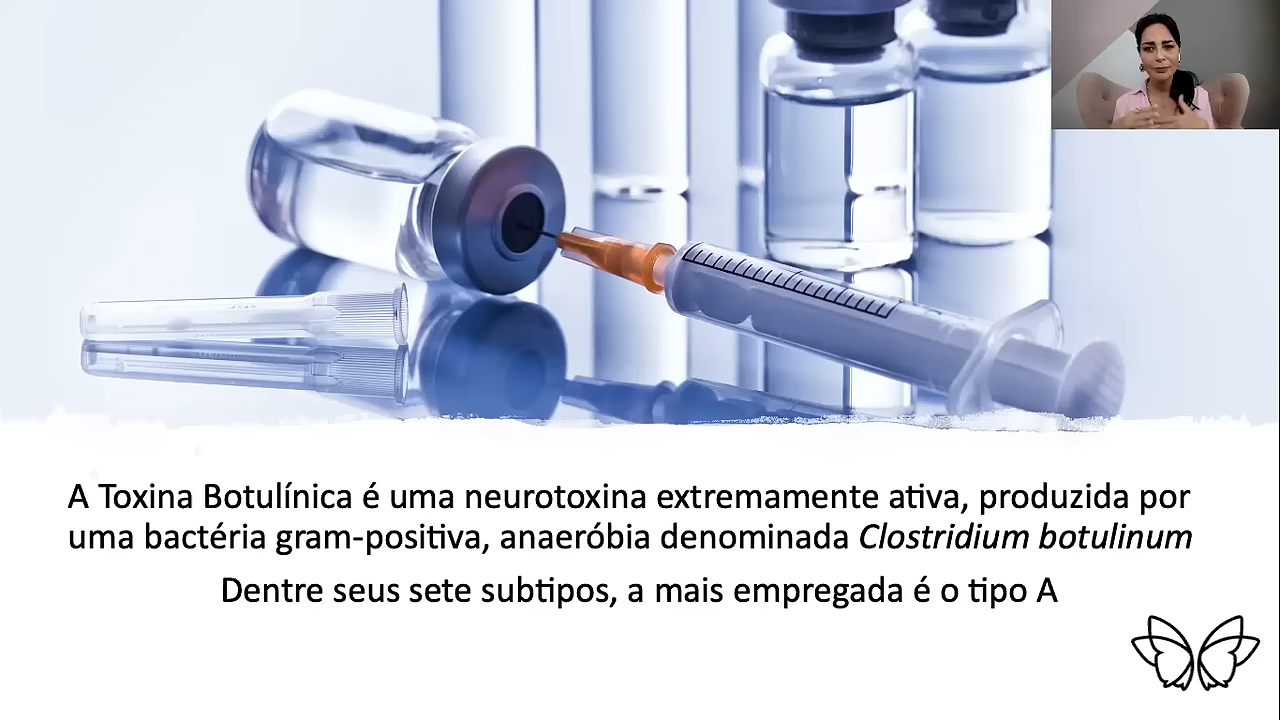 A Toxina Botulínica é uma neurotoxina extremamente ativa, produzida por
uma bactéria gram-positiva, anaeróbia denominada Clostridium botulinum
Dentre seus sete subtipos, a mais empregada é o tipo A